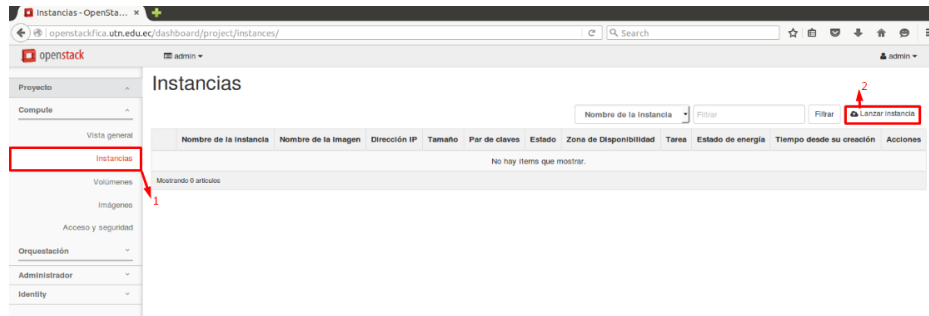 Instancias - OpenSta... ×
openstackfica.utn.edu.ec/dashboard/project/instances/
Search
openstack
admin
admin
Proyecto
Compute
Vista general
Instancias
Volúmenes
Imágenes
Acceso y seguridad
Orquestación
Administrador
Identity
1
Instancias
2
Nombre de la Instancia
Filtrar
Filtrar
Lanzar instancia
Nombre de la instancia Nombre de la Imagen Dirección IP Tamaño Par de claves Estado Zona de Disponibilidad Tarea Estado de energía Tiempo desde su creación Acciones
No hay items que mostrar.
Mostrando 0 artículos